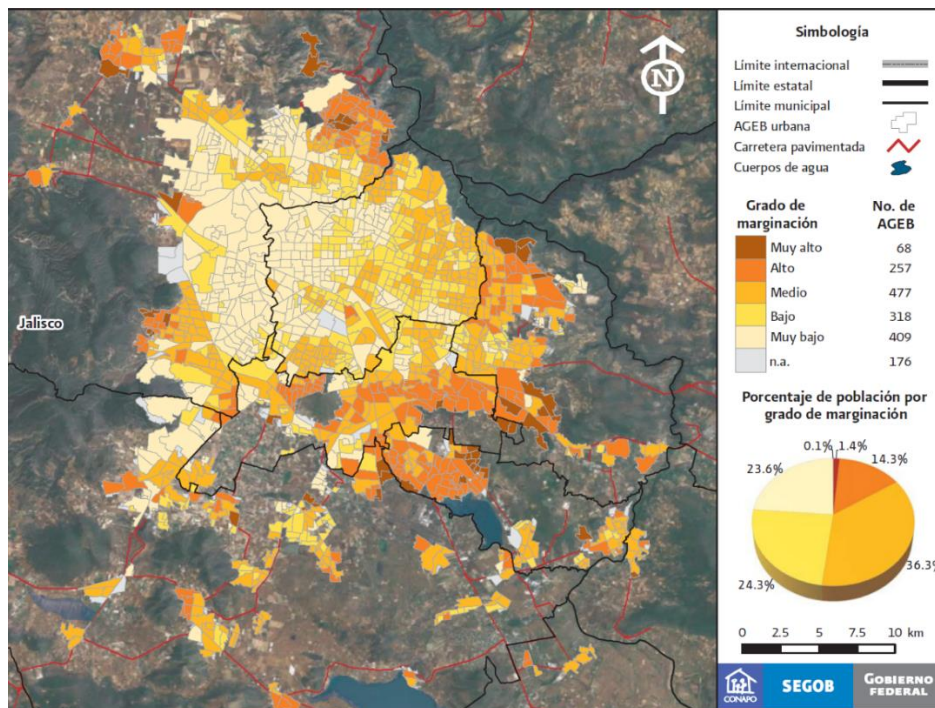 Jalisco
N
Simbología
Límite internacional
Límite estatal
Límite municipal
AGEB urbana
Carretera pavimentada
Cuerpos de agua
Grado de marginación
No. de AGEB
Muy alto 68
Alto 257
Medio 477
Bajo 318
Muy bajo 409
n.a. 176
Porcentaje de población por
grado de marginación
0.1% 1.4%
23.6% 14.3%
24.3% 36.3%
0 2.5 5 7.5 10 km
CONAPO SEGOB GOBIERNO
FEDERAL